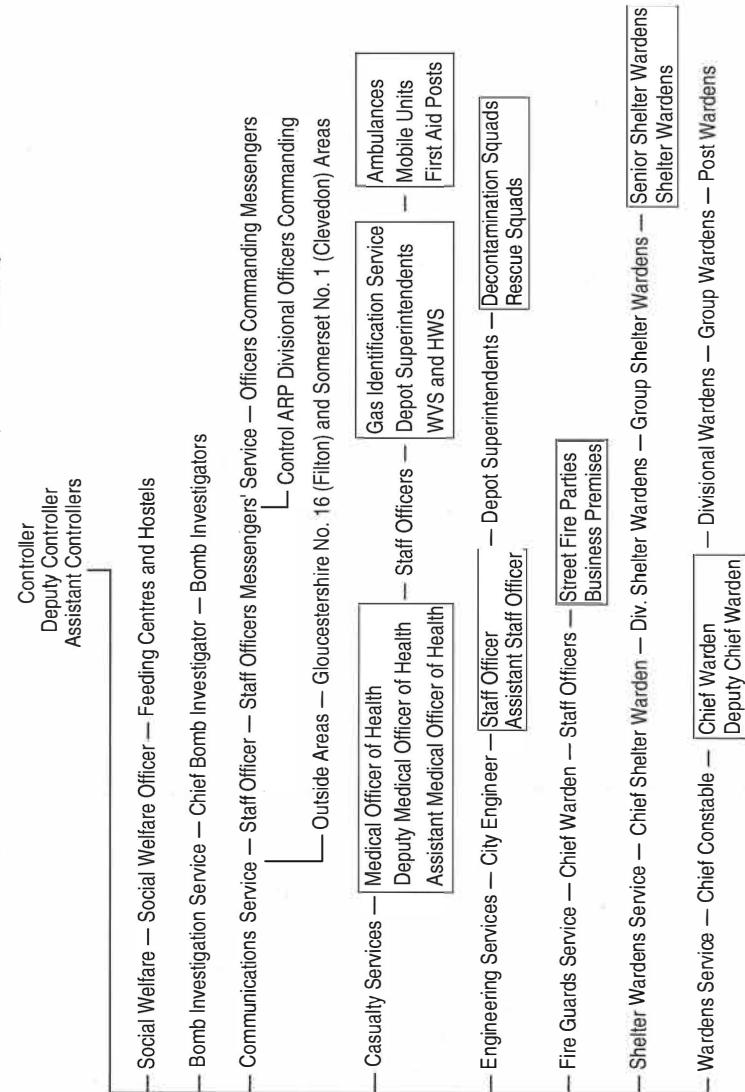 Controller
Deputy Controller
Assistant Controllers
Social Welfare — Social Welfare Officer — Feeding Centres and Hostels
Bomb Investigation Service — Chief Bomb Investigator — Bomb Investigators
Communications Service — Staff Officer — Staff Officers Messengers' Service — Officers Commanding Messengers
Control ARP Divisional Officers Commanding
Outside Areas — Gloucestershire No. 16 (Filton) and Somerset No. 1 (Clevedon) Areas
Casualty Services — Medical Officer of Health
Deputy Medical Officer of Health
Assistant Medical Officer of Health
— Staff Officers —
Gas Identification Service
Depot Superintendents
WVS and HWS
—
Ambulances
Mobile Units
First Aid Posts
Engineering Services — City Engineer — Staff Officer
Assistant Staff Officer
— Depot Superintendents — Decontamination Squads
Rescue Squads
Fire Guards Service — Chief Warden — Staff Officers — Street Fire Parties
Business Premises
Shelter Wardens Service — Chief Shelter Warden — Div. Shelter Wardens — Group Shelter Wardens — Senior Shelter Wardens
Shelter Wardens
Wardens Service — Chief Constable — Chief Warden
Deputy Chief Warden
— Divisional Wardens — Group Wardens — Post Wardens